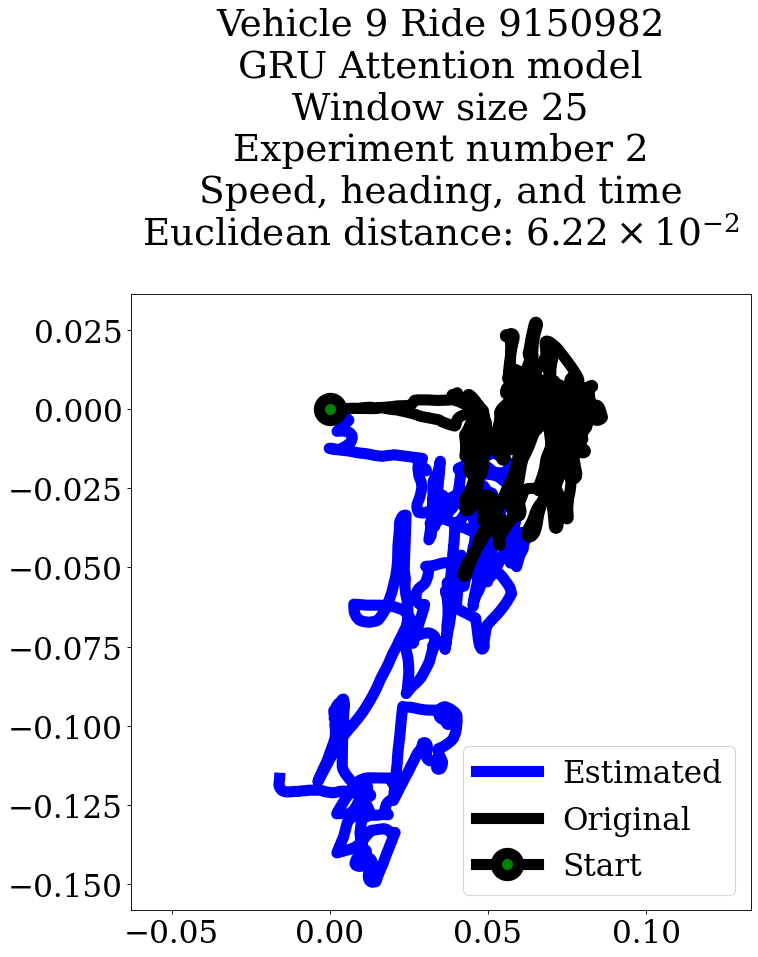 Vehicle 9 Ride 9150982
GRU Attention model
Window size 25
Experiment number 2
Speed, heading, and time
Euclidean distance: 6.22 × 10⁻²
0.025
0.000
−0.025
−0.050
−0.075
−0.100
−0.125
−0.150
Estimated
Original
Start
−0.05
0.00
0.05
0.10